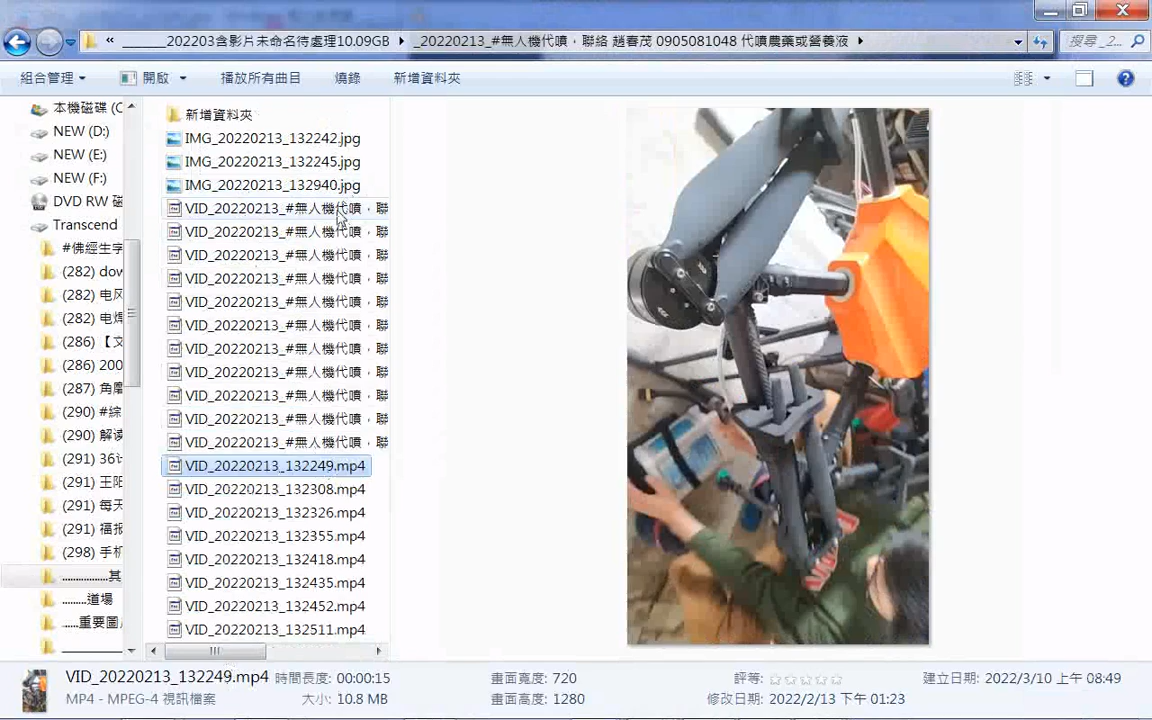 « _______202203含影片未命名待處理10.09GB ▸ _20220213_#無人機代噴，聯絡 趙春茂 0905081048 代噴農藥或營養液 ▸
搜尋 _2...
組合管理 開啟 播放所有曲目 燒錄 新增資料夾
本機磁碟 (C
NEW (D:)
NEW (E:)
NEW (F:)
DVD RW 磁
Transcend
#佛經生字
(282) dow
(282) 电风
(282) 电焊
(286) 【文
(286) 200
(287) 角磨
(290) #綜
(290) 解读
(291) 36计
(291) 王阳
(291) 每天
(291) 福报
(298) 手机
................其
.........道場
.....重要圖
新增資料夾
IMG_20220213_132242.jpg
IMG_20220213_132245.jpg
IMG_20220213_132940.jpg
VID_20220213_#無人機代噴，聯
VID_20220213_#無人機代噴，聯
VID_20220213_#無人機代噴，聯
VID_20220213_#無人機代噴，聯
VID_20220213_#無人機代噴，聯
VID_20220213_#無人機代噴，聯
VID_20220213_#無人機代噴，聯
VID_20220213_#無人機代噴，聯
VID_20220213_#無人機代噴，聯
VID_20220213_#無人機代噴，聯
VID_20220213_#無人機代噴，聯
VID_20220213_132249.mp4
VID_20220213_132308.mp4
VID_20220213_132326.mp4
VID_20220213_132355.mp4
VID_20220213_132418.mp4
VID_20220213_132435.mp4
VID_20220213_132452.mp4
VID_20220213_132511.mp4
VID_20220213_132249.mp4 時間長度: 00:00:15 畫面寬度: 720 評等: 建立日期: 2022/3/10 上午 08:49
MP4 - MPEG-4 視訊檔案 大小: 10.8 MB 畫面高度: 1280 修改日期: 2022/2/13 下午 01:23